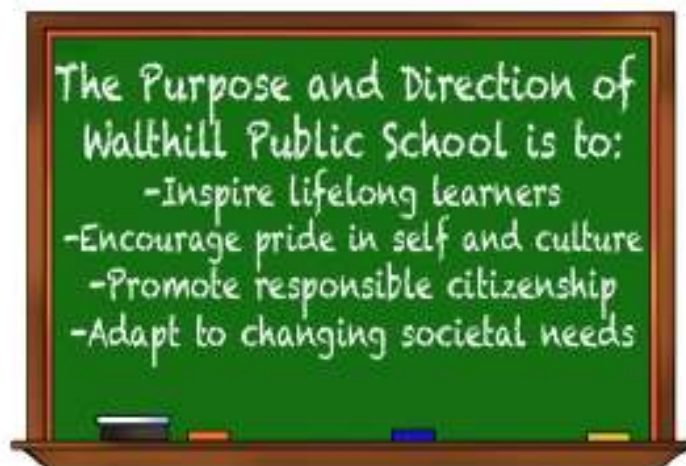 The Purpose and Direction of
Walthill Public School is to:
-Inspire lifelong learners
-Encourage pride in self and culture
-Promote responsible citizenship
-Adapt to changing societal needs